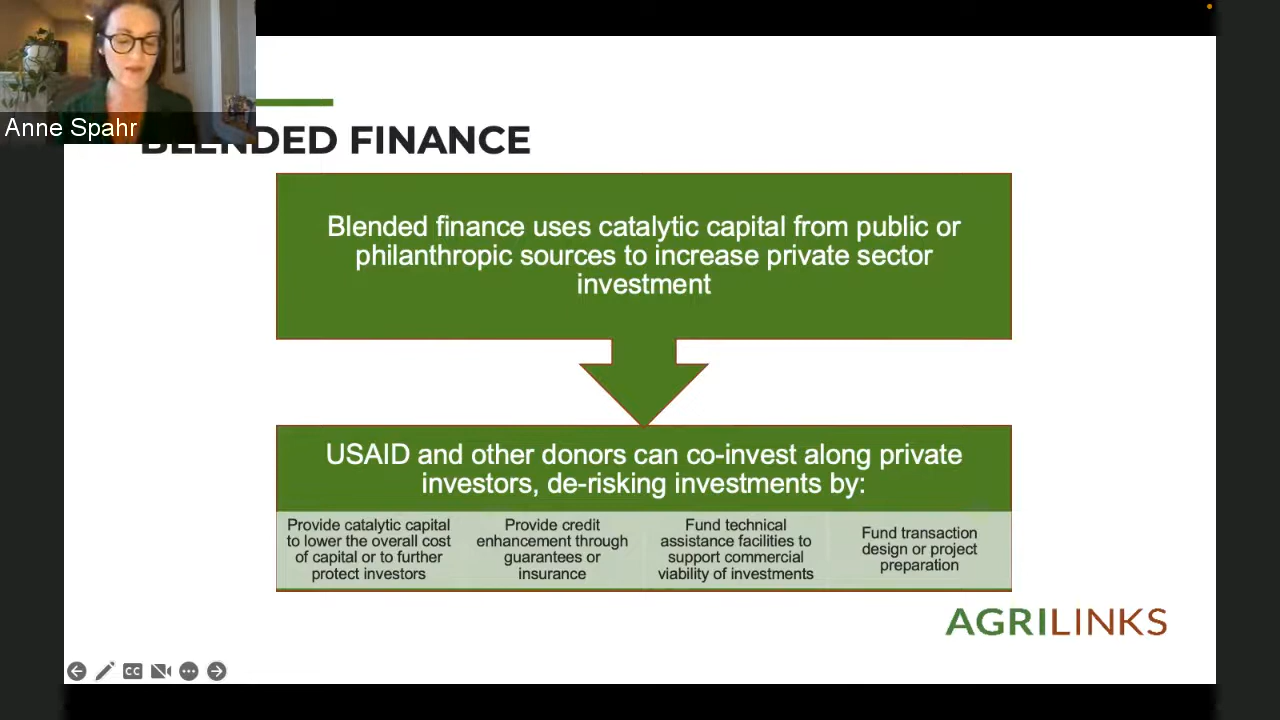 Anne Spahr
BLENDED FINANCE
Blended finance uses catalytic capital from public or
philanthropic sources to increase private sector
investment
USAID and other donors can co-invest along private
investors, de-risking investments by:
Provide catalytic capital
to lower the overall cost
of capital or to further
protect investors
Provide credit
enhancement through
guarantees or
insurance
Fund technical
assistance facilities to
support commercial
viability of investments
Fund transaction
design or project
preparation
AGRILINKS
CC